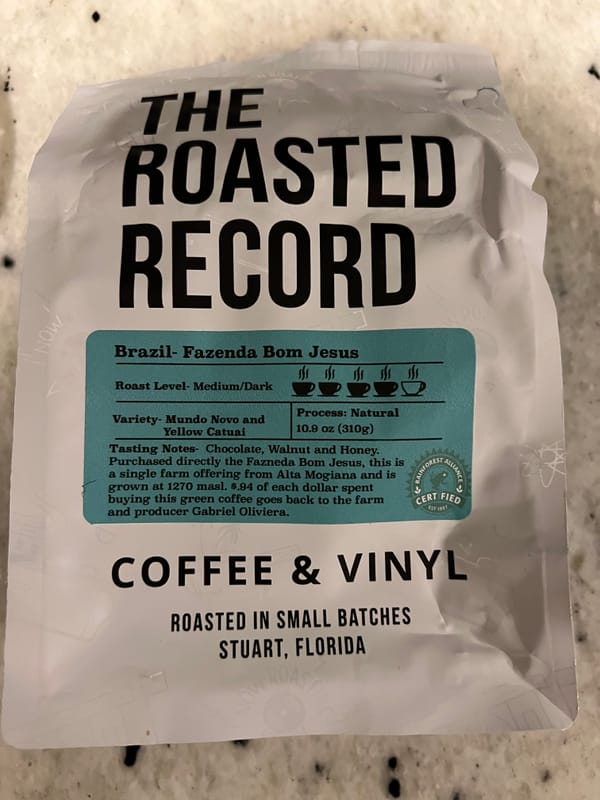 THE
ROASTED
RECORD
Brazil- Fazenda Bom Jesus
Roast Level- Medium/Dark
Variety- Mundo Novo and
Yellow Catuai
Process: Natural
10.9 oz (310g)
Tasting Notes- Chocolate, Walnut and Honey.
Purchased directly the Fazneda Bom Jesus, this is
a single farm offering from Alta Mogiana and is
grown at 1270 masl. $.94 of each dollar spent
buying this green coffee goes back to the farm
and producer Gabriel Oliviera.
RAINFOREST ALLIANCE
CERTIFIED
EST 1987
COFFEE & VINYL
ROASTED IN SMALL BATCHES
STUART, FLORIDA